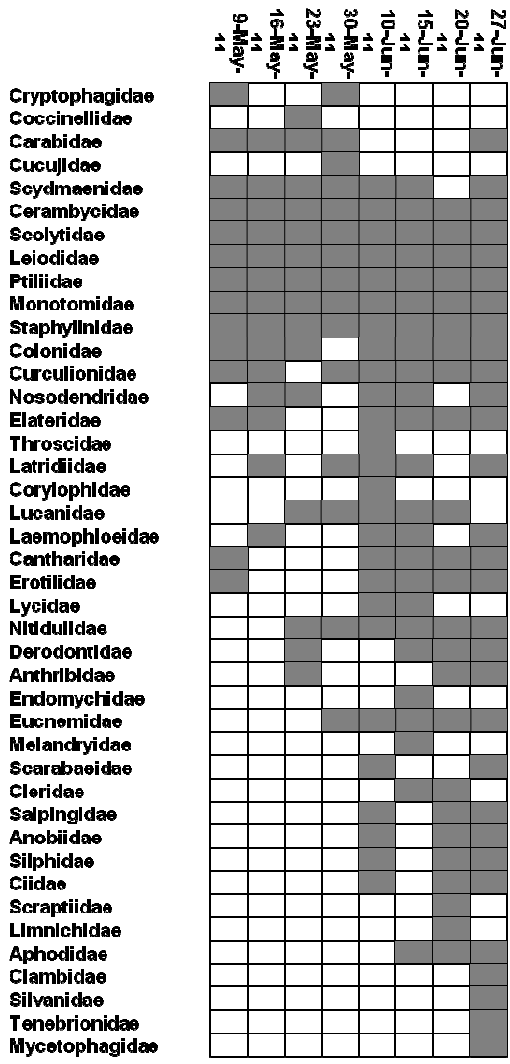 9-May-11
16-May-11
23-May-11
30-May-11
10-Jun-11
15-Jun-11
20-Jun-11
27-Jun-11
Cryptophagidae
Coccinellidae
Carabidae
Cucujidae
Scydmaenidae
Cerambycidae
Scolytidae
Leiodidae
Ptiliidae
Monotomidae
Staphylinidae
Colonidae
Curculionidae
Nosodendridae
Elateridae
Throscidae
Latridiidae
Corylophidae
Lucanidae
Laemophloeidae
Cantharidae
Erotilidae
Lycidae
Nitidulidae
Derodontidae
Anthribidae
Endomychidae
Eucnemidae
Melandryidae
Scarabaeidae
Cleridae
Salpingidae
Anobiidae
Silphidae
Ciidae
Scraptiidae
Limnichidae
Aphodidae
Clambidae
Silvanidae
Tenebrionidae
Mycetophagidae